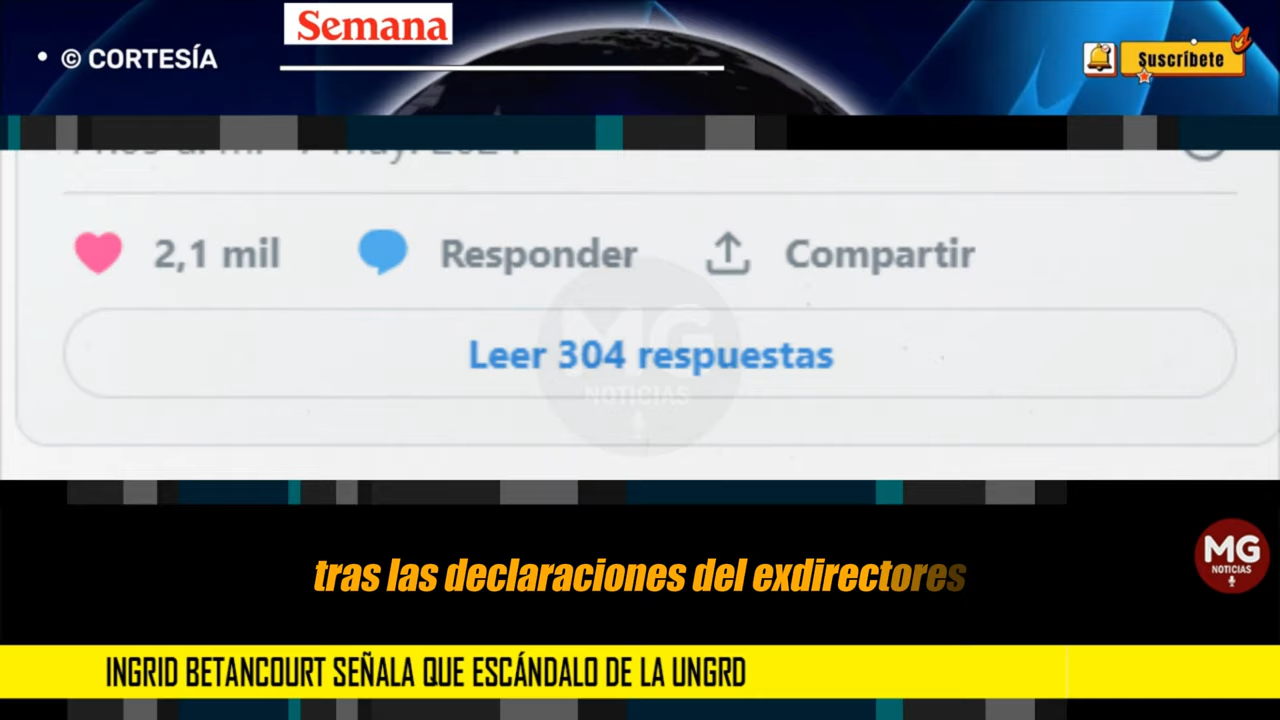 Semana
• © CORTESÍA
Suscríbete
2,1 mil
Responder
Compartir
Leer 304 respuestas
MG
NOTICIAS
tras las declaraciones del exdirectores
MG
NOTICIAS
INGRID BETANCOURT SEÑALA QUE ESCÁNDALO DE LA UNGRD